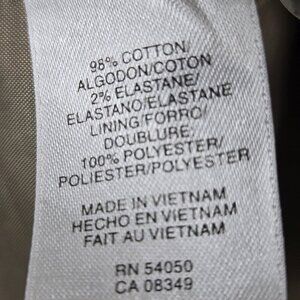 98% COTTON/
ALGODON/COTON
2% ELASTANE/
ELASTANO/ELASTANE
LINING/FORRO/
DOUBLURE:
100% POLYESTER/
POLIESTER/POLYESTER
MADE IN VIETNAM
HECHO EN VIETNAM
FAIT AU VIETNAM
RN 54050
CA 08349